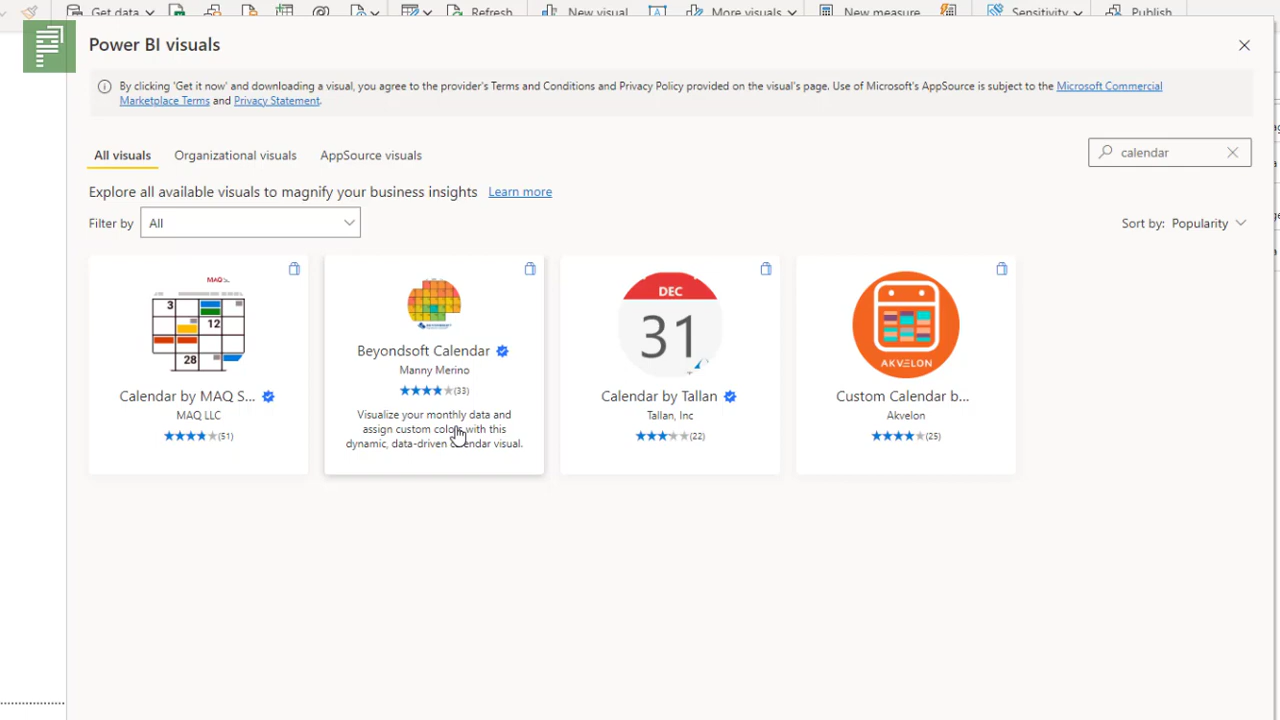 Get data
Refresh
New visual
More visuals
New measure
Sensitivity
Publish
Power BI visuals
By clicking 'Get it now' and downloading a visual, you agree to the provider's Terms and Conditions and Privacy Policy provided on the visual's page. Use of Microsoft's AppSource is subject to the Microsoft Commercial
Marketplace Terms and Privacy Statement.
All visuals
Organizational visuals
AppSource visuals
calendar
Explore all available visuals to magnify your business insights Learn more
Filter by
All
Sort by: Popularity
MAQ S...
3
12
28
Calendar by MAQ S...
MAQ LLC
(51)
Beyondsoft Calendar
Manny Merino
(33)
Visualize your monthly data and
assign custom colors with this
dynamic, data-driven calendar visual.
DEC
31
Calendar by Tallan
Tallan, Inc
(22)
AKVELON
Custom Calendar b...
Akvelon
(25)